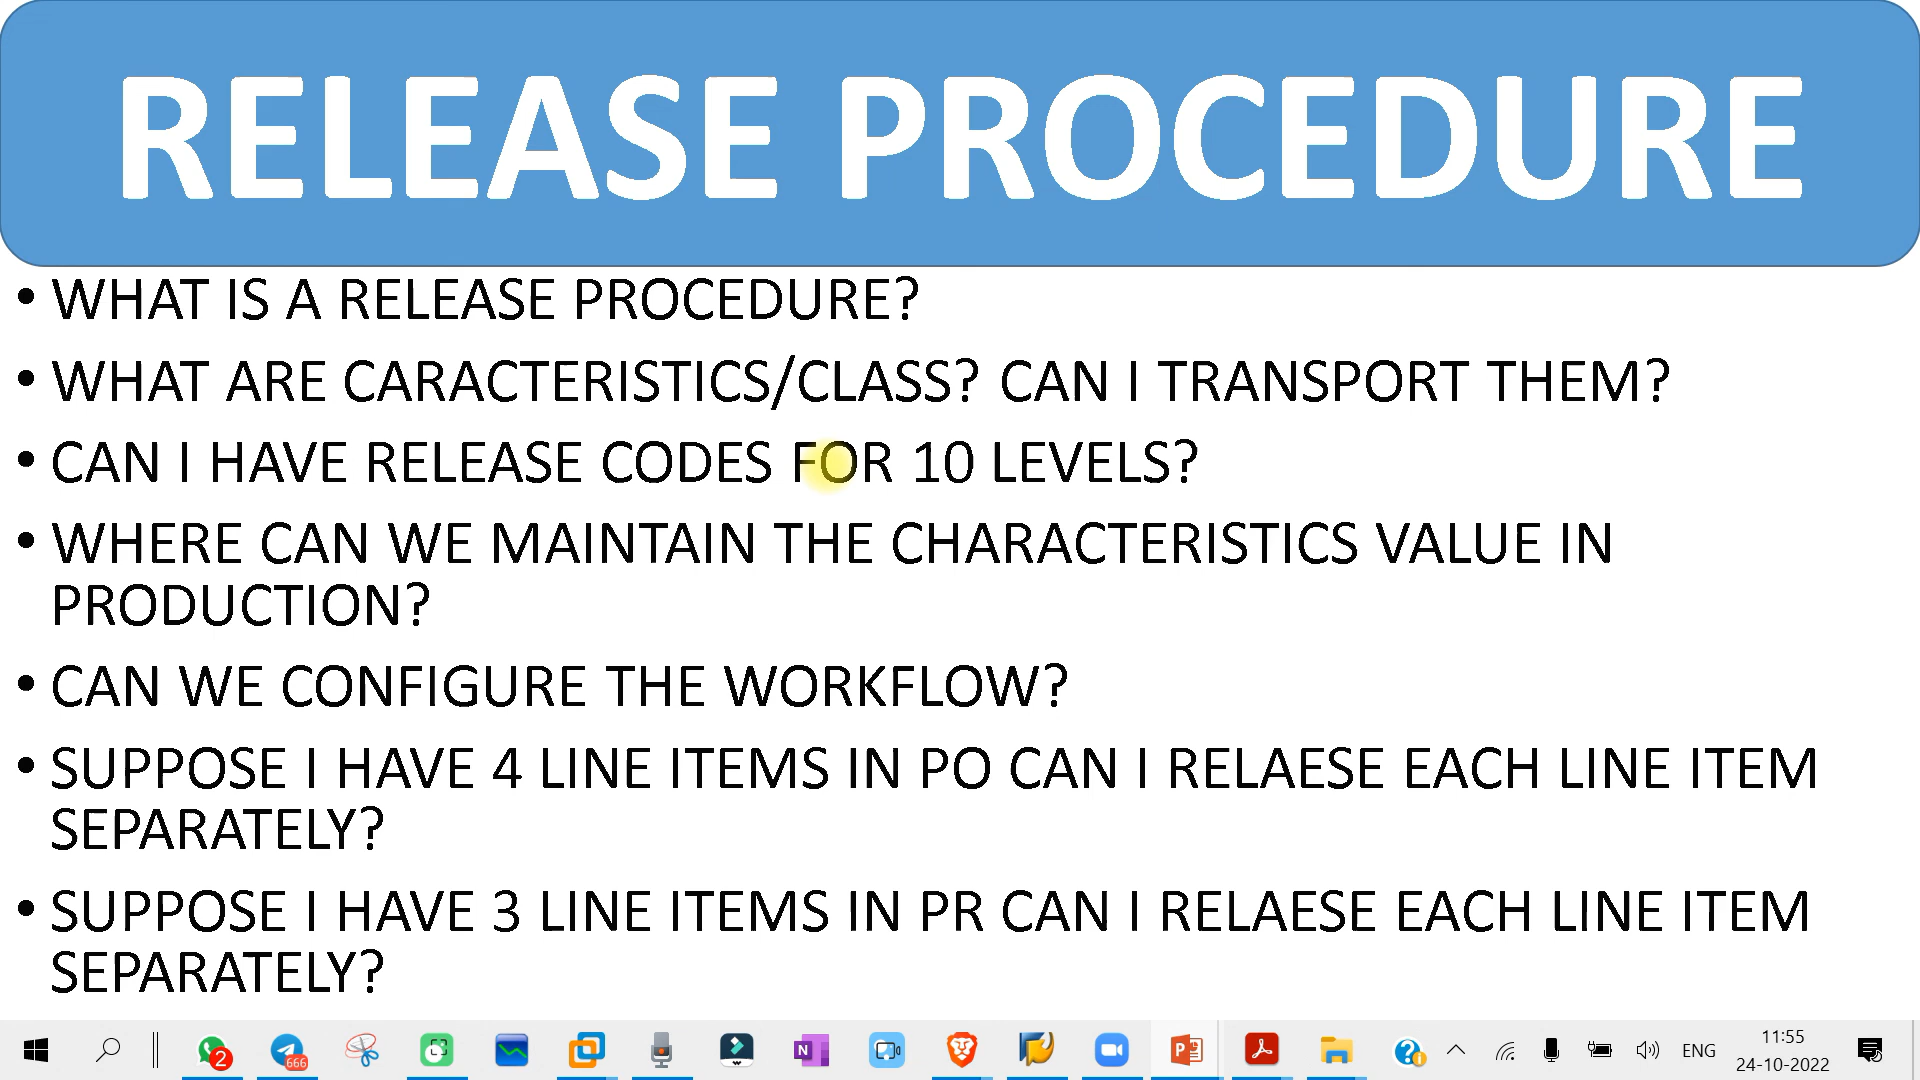 RELEASE PROCEDURE
• WHAT IS A RELEASE PROCEDURE?
• WHAT ARE CARACTERISTICS/CLASS? CAN I TRANSPORT THEM?
• CAN I HAVE RELEASE CODES FOR 10 LEVELS?
• WHERE CAN WE MAINTAIN THE CHARACTERISTICS VALUE IN
PRODUCTION?
• CAN WE CONFIGURE THE WORKFLOW?
• SUPPOSE I HAVE 4 LINE ITEMS IN PO CAN I RELAESE EACH LINE ITEM
SEPARATELY?
• SUPPOSE I HAVE 3 LINE ITEMS IN PR CAN I RELAESE EACH LINE ITEM
SEPARATELY?
2
666
N
P
ENG
11:55
24-10-2022